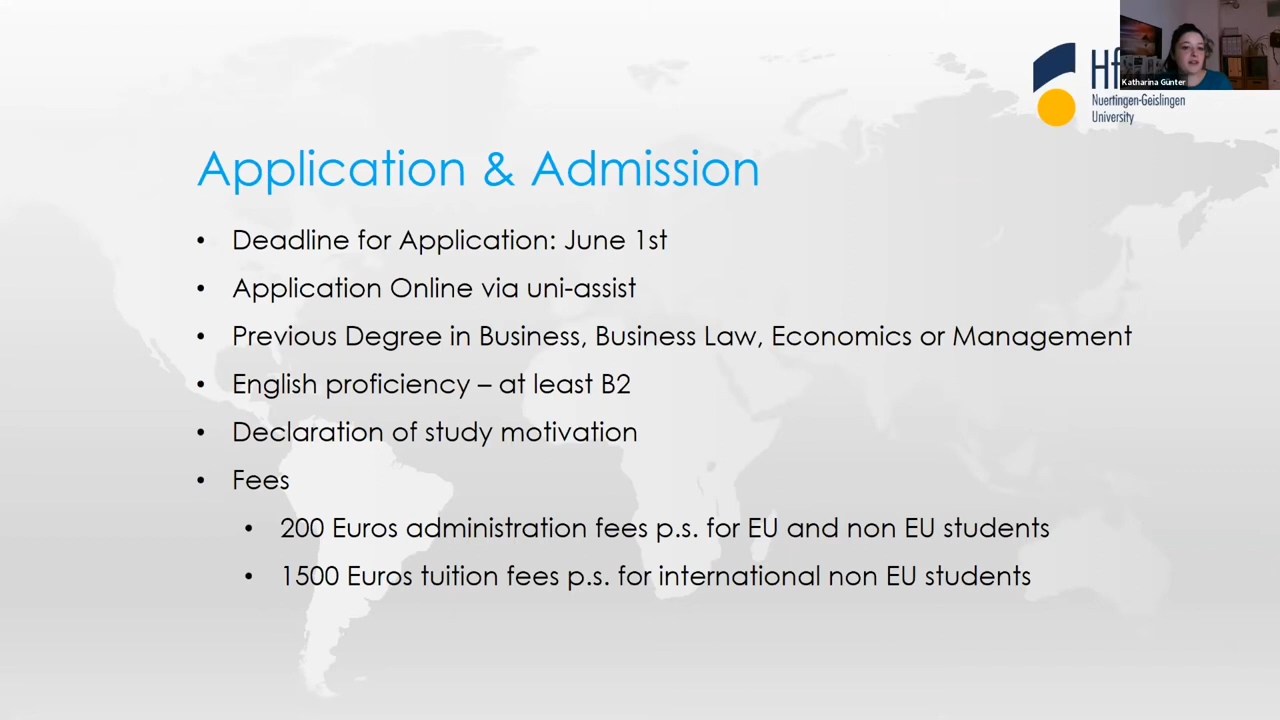 Hf
Katharina Günter
Nuertingen-Geislingen
University
Application & Admission
• Deadline for Application: June 1st
• Application Online via uni-assist
• Previous Degree in Business, Business Law, Economics or Management
• English proficiency – at least B2
• Declaration of study motivation
• Fees
• 200 Euros administration fees p.s. for EU and non EU students
• 1500 Euros tuition fees p.s. for international non EU students